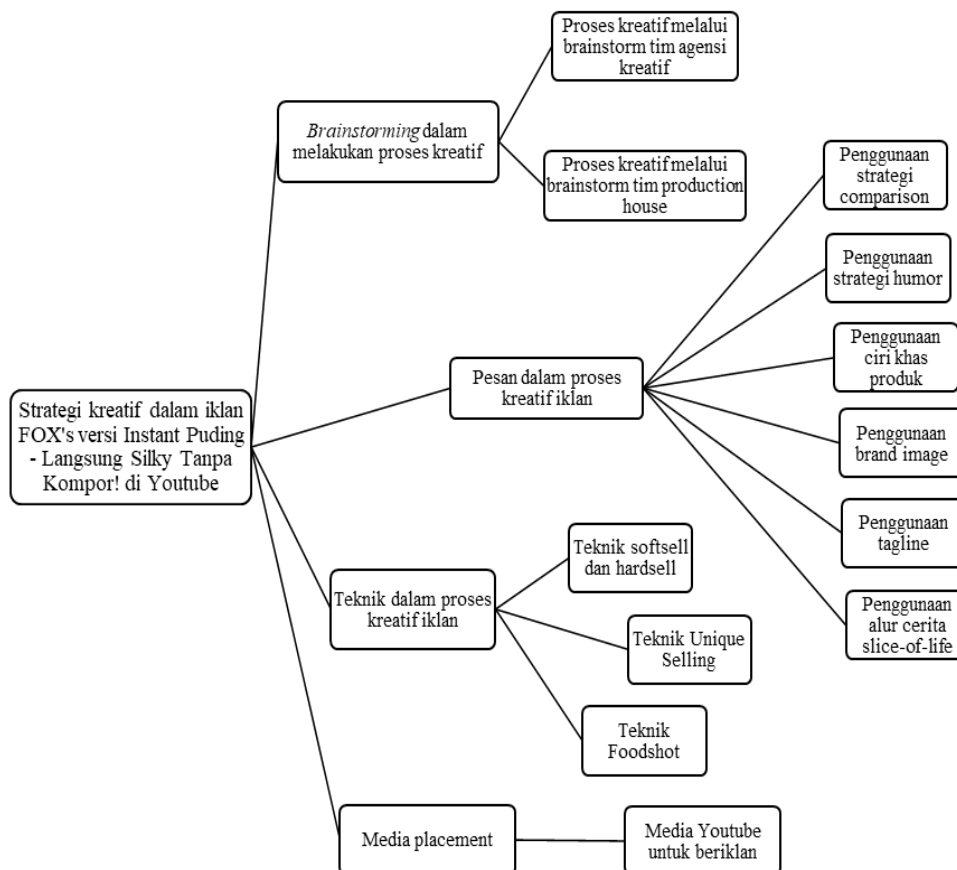 Strategi kreatif dalam iklan
FOX's versi Instant Puding
- Langsung Silky Tanpa
Kompor! di Youtube
Brainstorming dalam
melakukan proses kreatif
Proses kreatif melalui
brainstorm tim agensi
kreatif
Proses kreatif melalui
brainstorm tim production
house
Pesan dalam proses
kreatif iklan
Penggunaan
strategi
comparison
Penggunaan
strategi humor
Penggunaan
ciri khas
produk
Penggunaan
brand image
Penggunaan
tagline
Penggunaan
alur cerita
slice-of-life
Teknik dalam proses
kreatif iklan
Teknik softsell
dan hardsell
Teknik Unique
Selling
Teknik
Foodshot
Media placement
Media Youtube
untuk beriklan